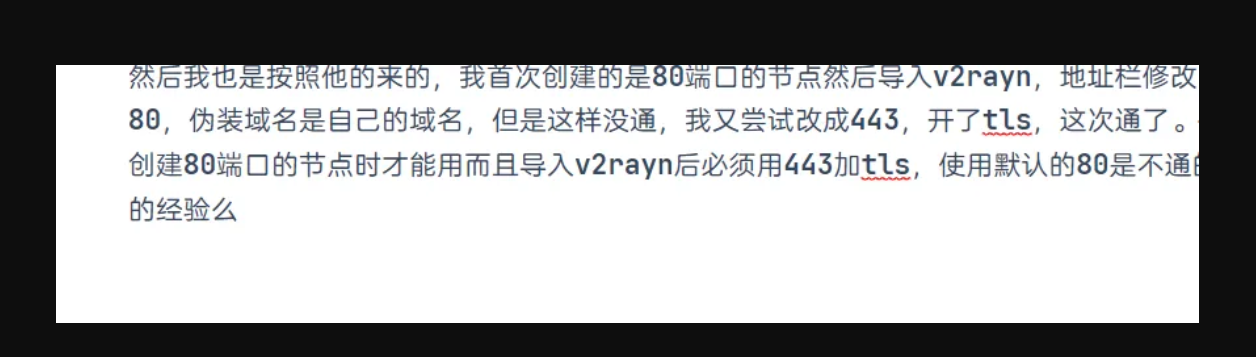 然后我也是按照他的来的，我首次创建的是80端口的节点然后导入v2rayn，地址栏修改
80，伪装域名是自己的域名，但是这样没通，我又尝试改成443，开了tls，这次通了。
创建80端口的节点时才能用而且导入v2rayn后必须用443加tls，使用默认的80是不通
的经验么